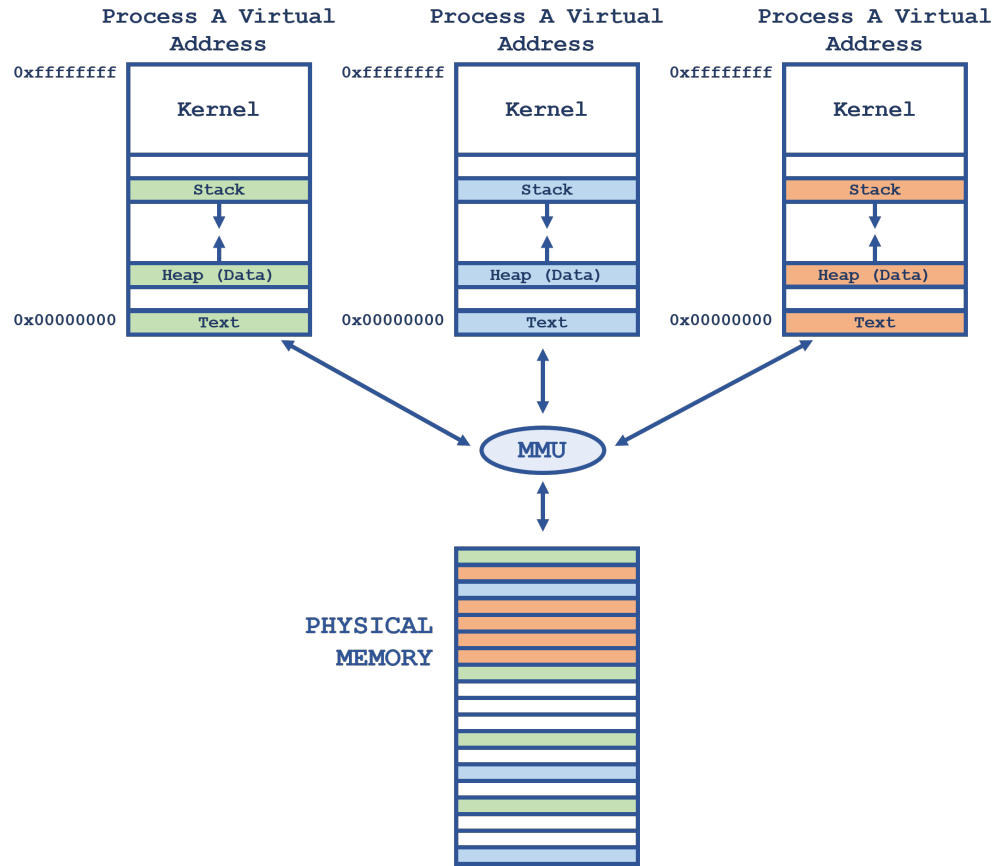 Process A Virtual
Address
Process A Virtual
Address
Process A Virtual
Address
0xffffffff
0xffffffff
0xffffffff
Kernel
Kernel
Kernel
Stack
Stack
Stack
Heap (Data)
Heap (Data)
Heap (Data)
0x00000000
Text
0x00000000
Text
0x00000000
Text
MMU
PHYSICAL
MEMORY